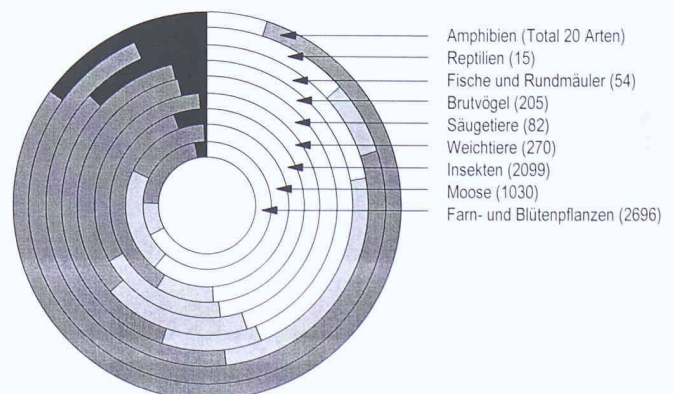 Amphibien (Total 20 Arten)
Reptilien (15)
Fische und Rundmäuler (54)
Brutvögel (205)
Säugetiere (82)
Weichtiere (270)
Insekten (2099)
Moose (1030)
Farn- und Blütenpflanzen (2696)